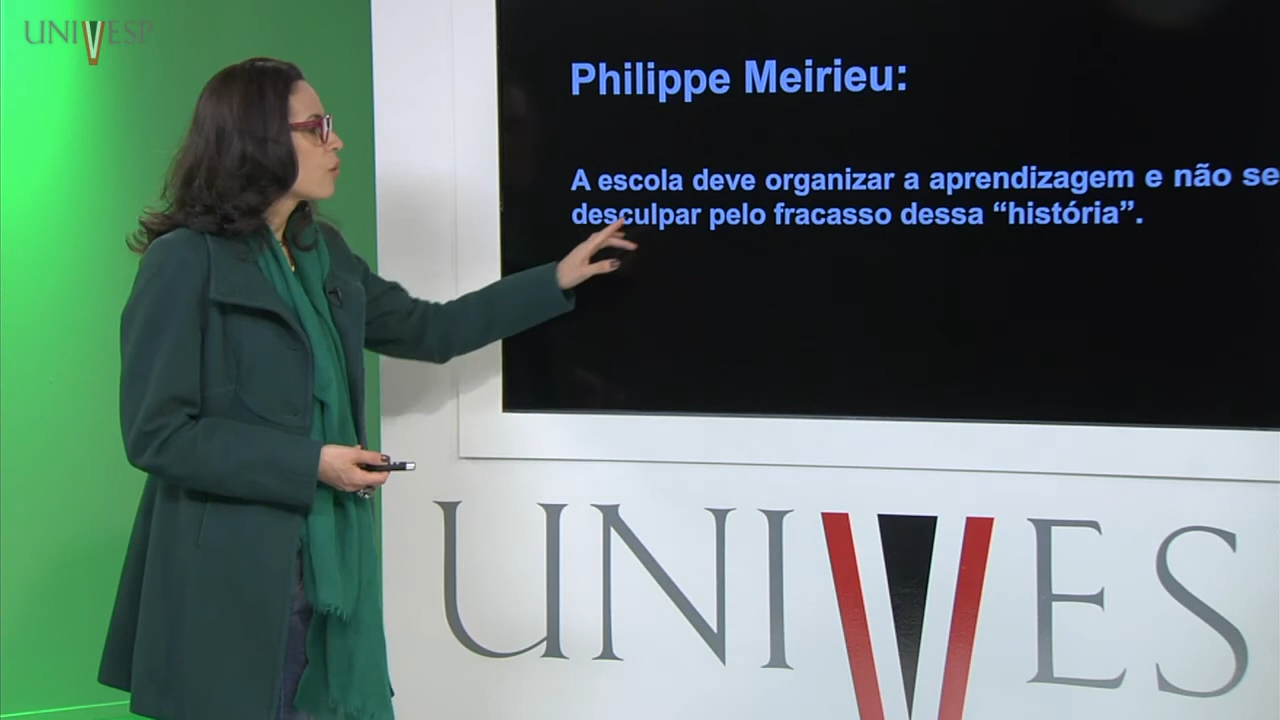 UNIVESP
Philippe Meirieu:
A escola deve organizar a aprendizagem e não se
desculpar pelo fracasso dessa “história”.
UNIVES